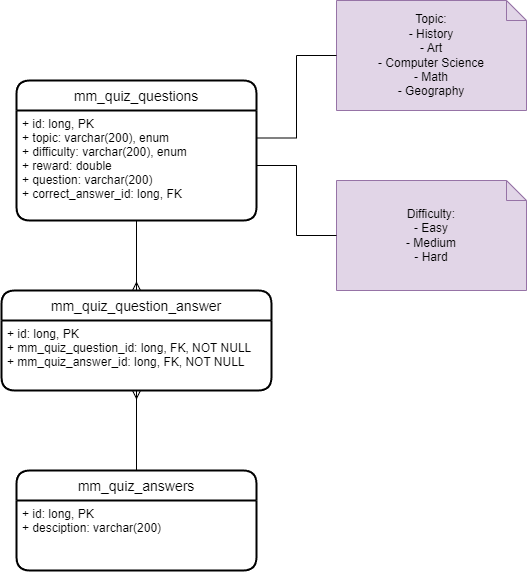 Topic:
- History
- Art
- Computer Science
- Math
- Geography
mm_quiz_questions
+ id: long, PK
+ topic: varchar(200), enum
+ difficulty: varchar(200), enum
+ reward: double
+ question: varchar(200)
+ correct_answer_id: long, FK
Difficulty:
- Easy
- Medium
- Hard
mm_quiz_question_answer
+ id: long, PK
+ mm_quiz_question_id: long, FK, NOT NULL
+ mm_quiz_answer_id: long, FK, NOT NULL
mm_quiz_answers
+ id: long, PK
+ desciption: varchar(200)